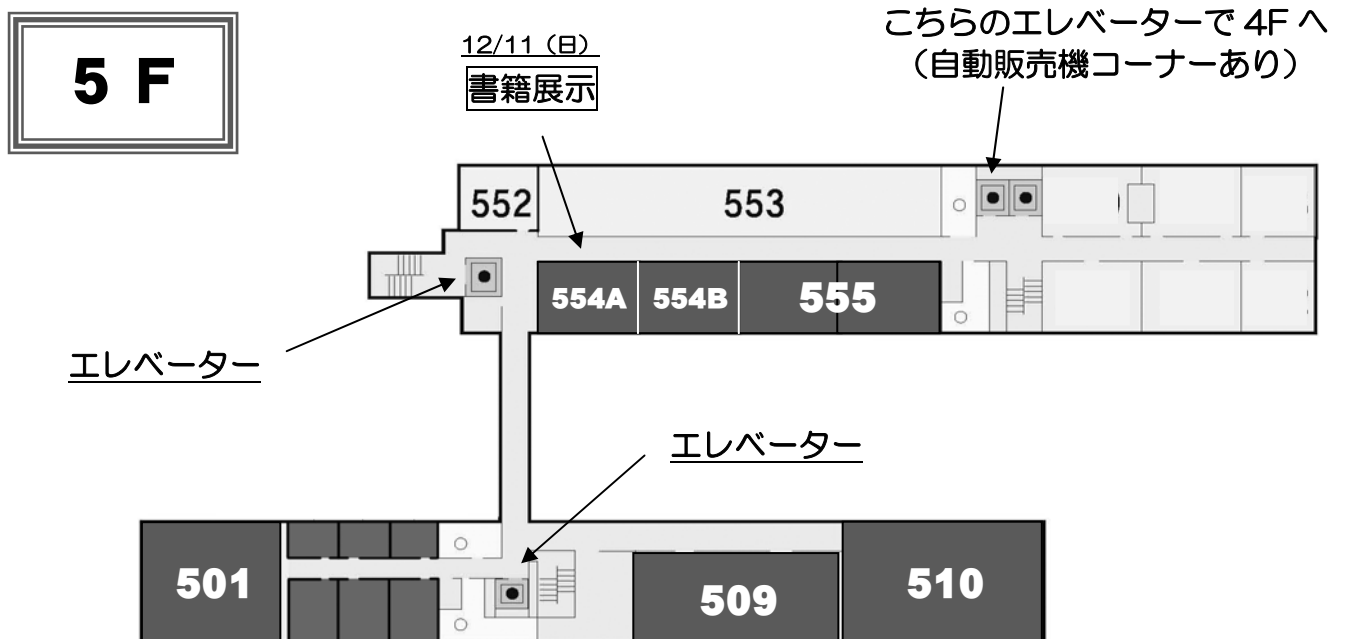 5 F
12/11（日）
書籍展示
こちらのエレベーターで 4F へ
（自動販売機コーナーあり）
552
553
554A
554B
555
エレベーター
エレベーター
501
509
510